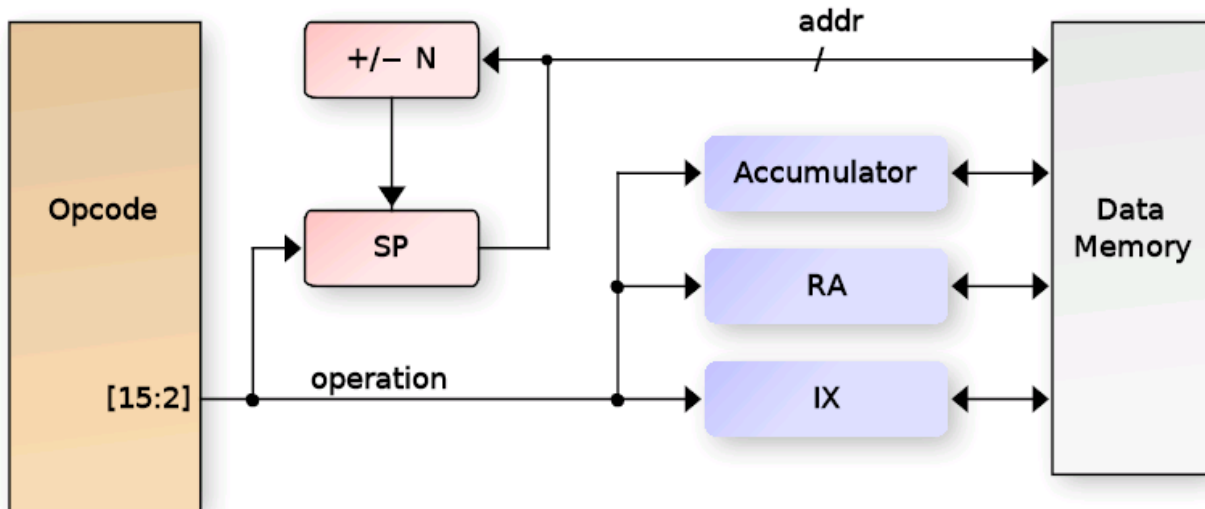 addr
+/− N
Accumulator
Opcode
Data
Memory
SP
RA
operation
[15:2]
IX